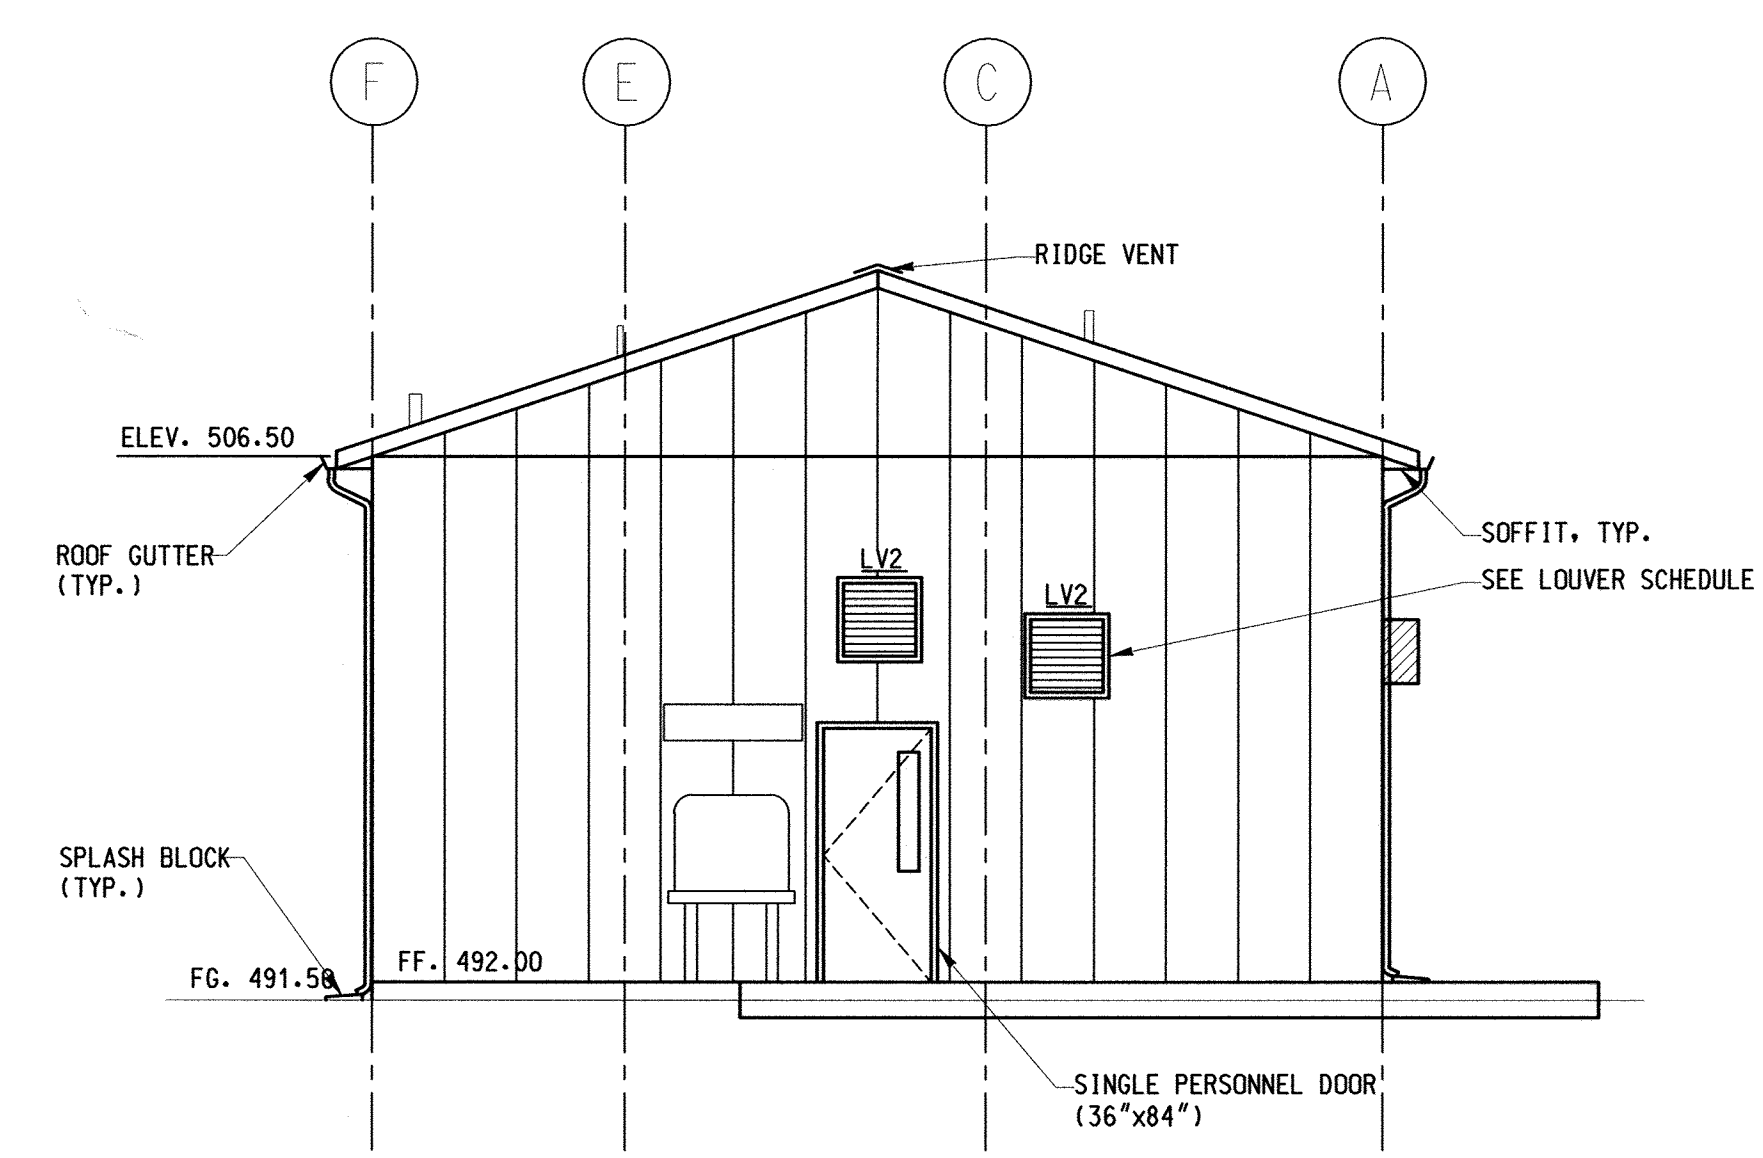 F E C A
RIDGE VENT
ELEV. 506.50
ROOF GUTTER
(TYP.)
SOFFIT, TYP.
SEE LOUVER SCHEDULE
LV2
LV2
SPLASH BLOCK
(TYP.)
FF. 492.00
FG. 491.50
SINGLE PERSONNEL DOOR
(36"x84")